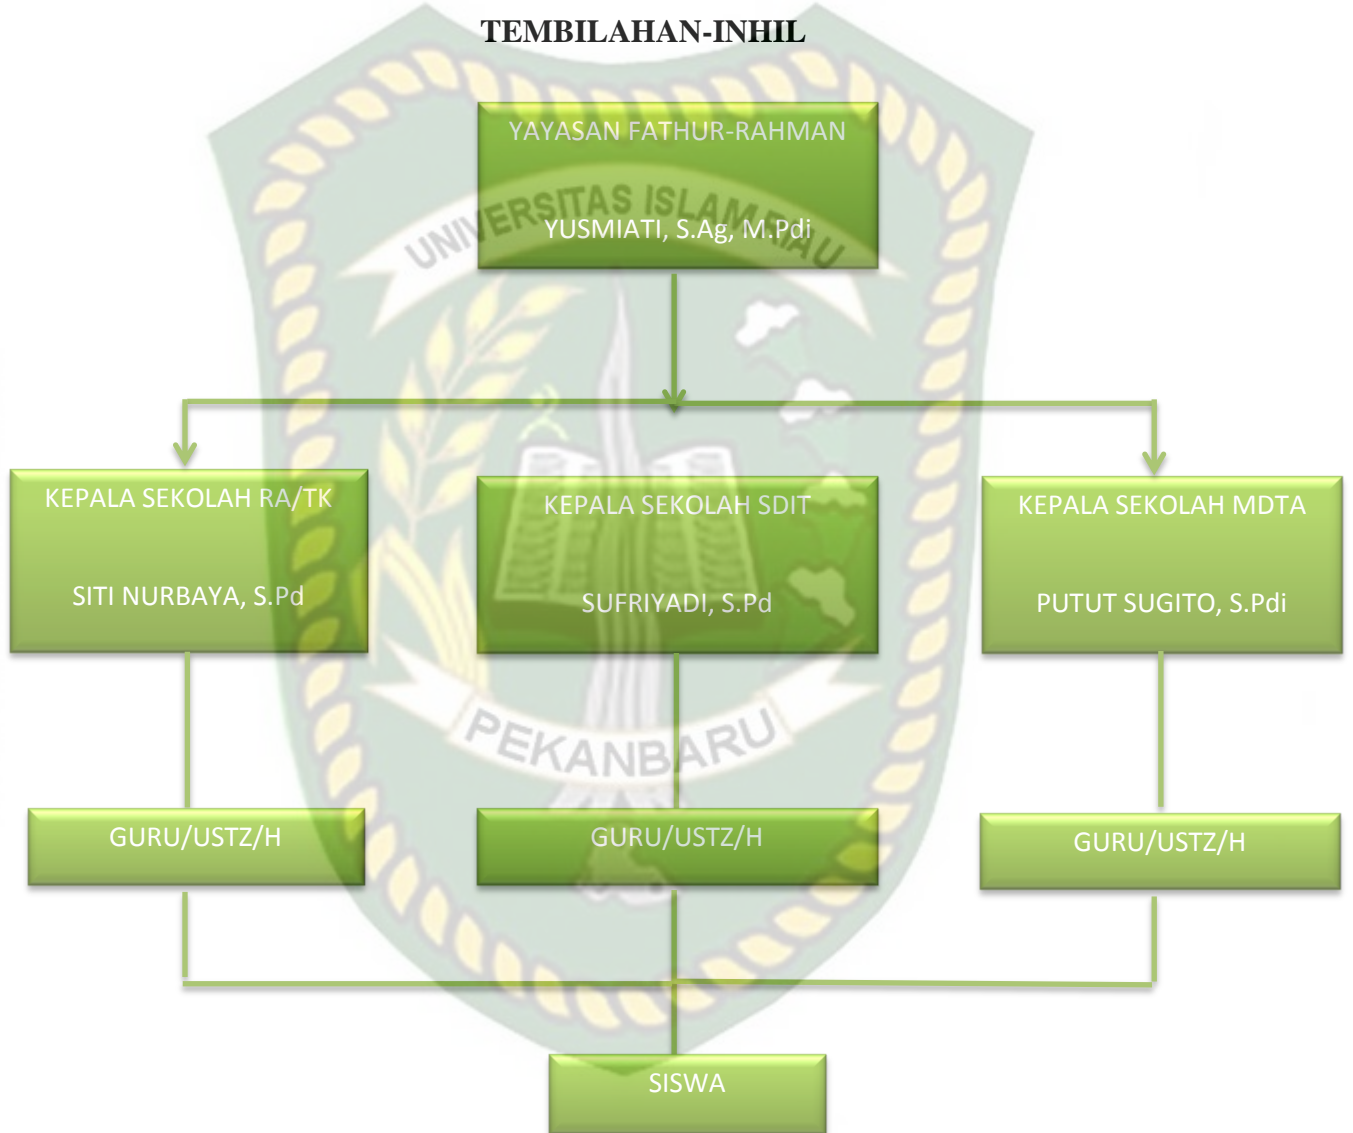 TEMBILAHAN-INHIL
YAYASAN FATHUR-RAHMAN
YUSMIATI, S.Ag, M.Pdi
UNIVERSITAS ISLAM RIAU
KEPALA SEKOLAH RA/TK
SITI NURBAYA, S.Pd
KEPALA SEKOLAH SDIT
SUFRIYADI, S.Pd
KEPALA SEKOLAH MDTA
PUTUT SUGITO, S.Pdi
PEKANBARU
GURU/USTZ/H
GURU/USTZ/H
GURU/USTZ/H
SISWA